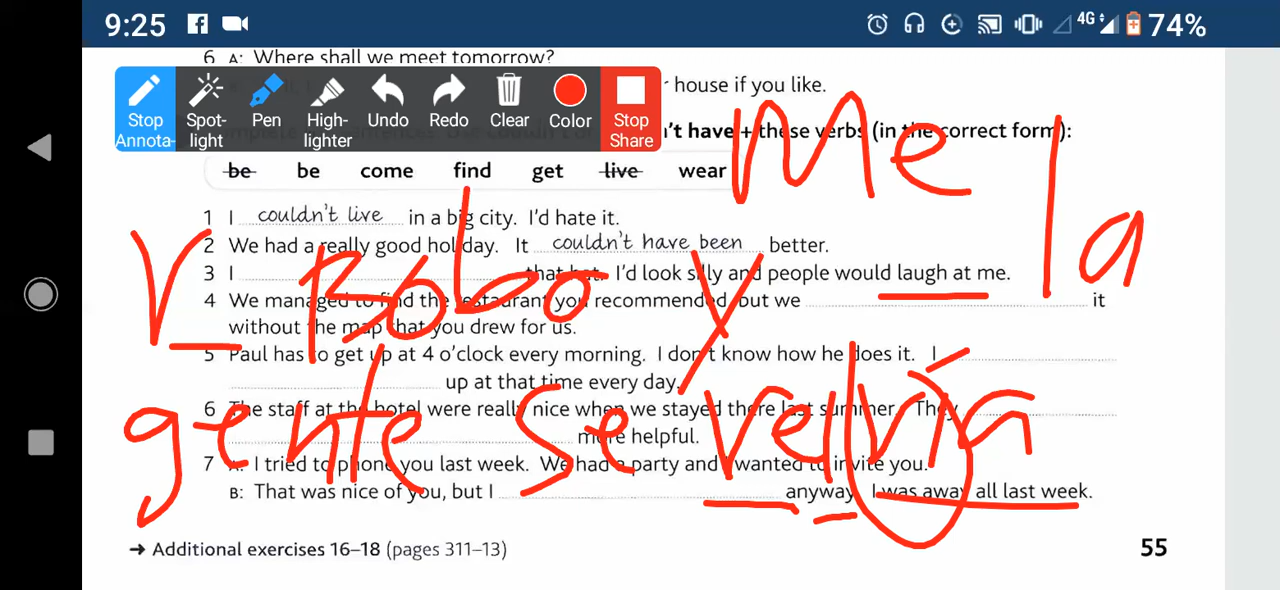 9:25
4G
74%
6 A: Where shall we meet tomorrow?
house if you like.
Stop Annota-
Spot-light
Pen
High-lighter
Undo
Redo
Clear
Color
Stop Share
't have + these verbs (in the correct form):
be be come find get live wear
1 I couldn't live in a big city. I'd hate it.
2 We had a really good holiday. It couldn't have been better.
3 I that hat. I'd look silly and people would laugh at me.
4 We managed to find the restaurant you recommended, but we it
without the map that you drew for us.
5 Paul has to get up at 4 o'clock every morning. I don't know how he does it. I
up at that time every day.
6 The staff at the hotel were really nice when we stayed there last summer. They
more helpful.
7 A: I tried to phone you last week. We had a party and I wanted to invite you.
B: That was nice of you, but I anyway. I was away all last week.
➜ Additional exercises 16–18 (pages 311–13)
55
Me la
Bobo y
gente se